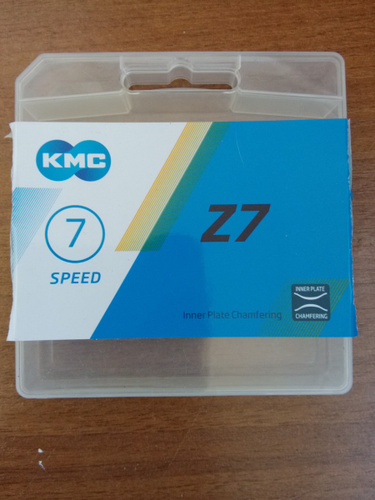 KMC
7
SPEED
Z7
Inner Plate Chamfering
INNER PLATE
CHAMFERING